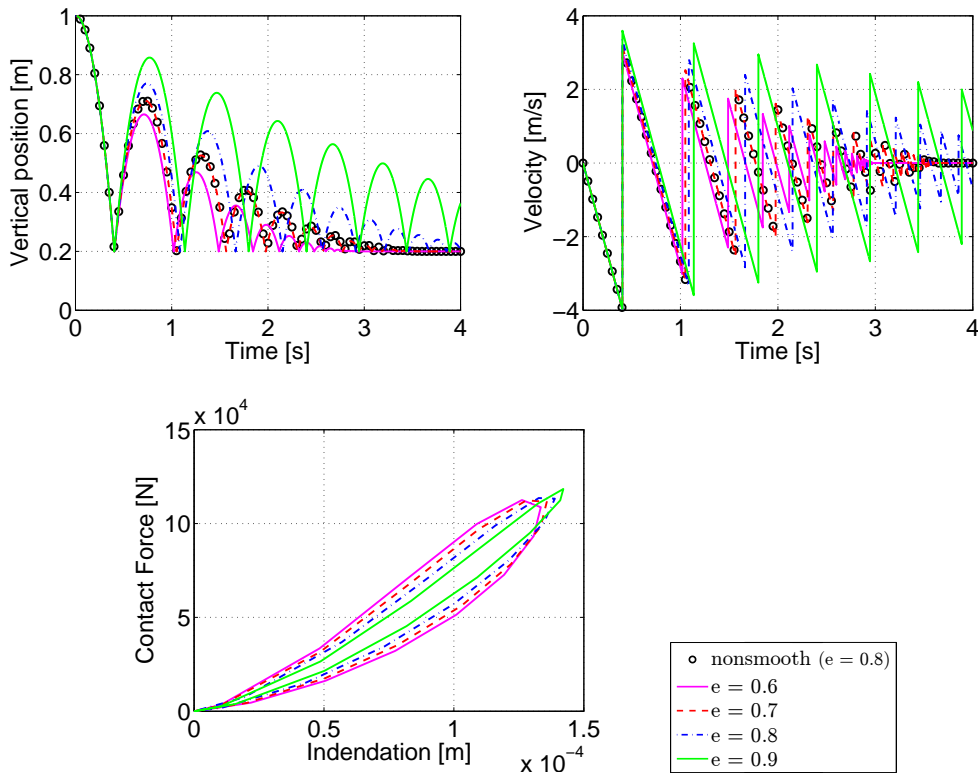 1
0.8
0.6
0.4
0.2
0
Vertical position [m]
0 1 2 3 4
Time [s]
4
2
0
−2
−4
Velocity [m/s]
0 1 2 3 4
Time [s]
x 10⁴
15
10
5
0
Contact Force [N]
0 0.5 1 1.5
Indendation [m]
x 10⁻⁴
nonsmooth (e = 0.8)
e = 0.6
e = 0.7
e = 0.8
e = 0.9